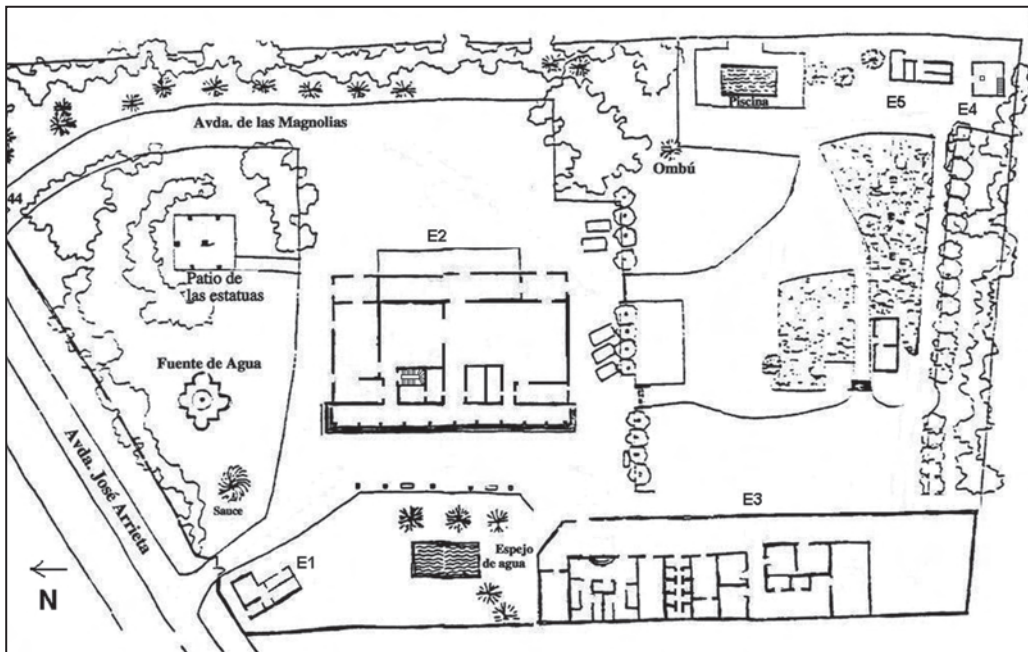 Piscina
E5
E4
Avda. de las Magnolias
Ombú
44
E2
Patio de
las estatuas
Fuente de Agua
Avda. José Arrieta
Sauce
E3
Espejo
de agua
E1
N